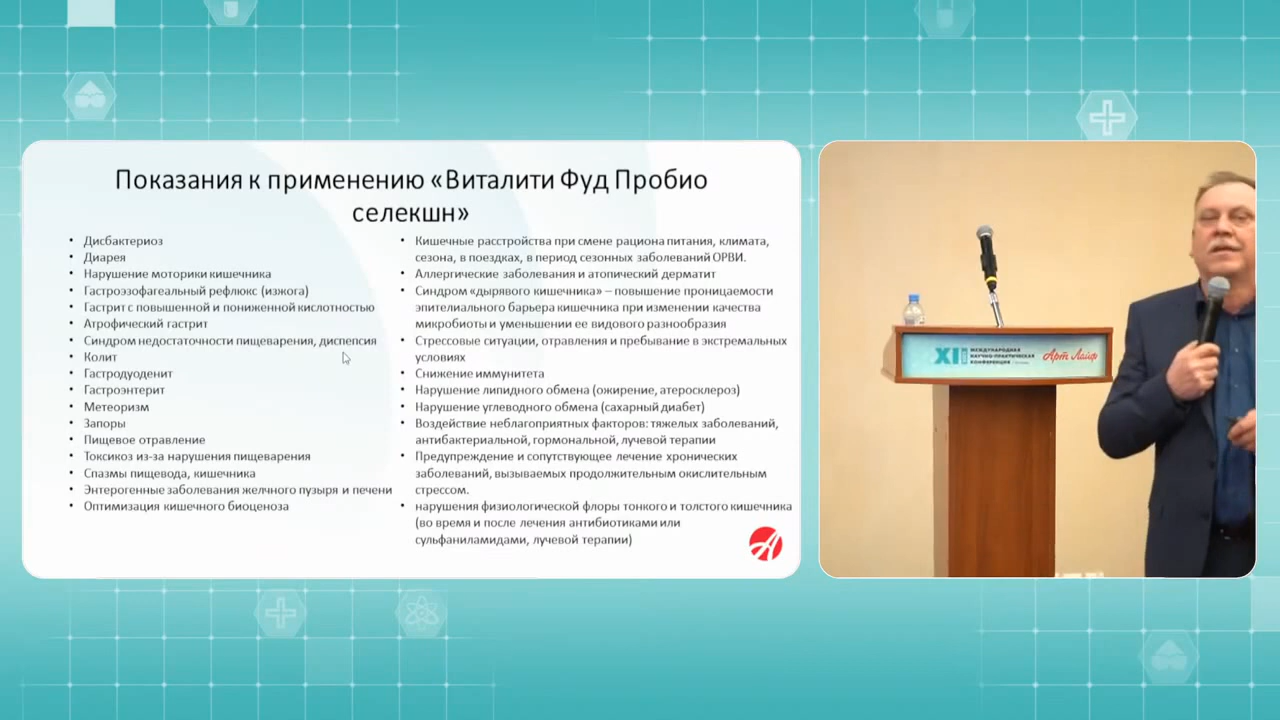 Показания к применению «Виталити Фуд Пробио
селекшн»
Дисбактериоз
Диарея
Нарушение моторики кишечника
Гастроэзофагеальный рефлюкс (изжога)
Гастрит с повышенной и пониженной кислотностью
Атрофический гастрит
Синдром недостаточности пищеварения, диспепсия
Колит
Гастродуоденит
Гастроэнтерит
Метеоризм
Запоры
Пищевое отравление
Токсикоз из-за нарушения пищеварения
Спазмы пищевода, кишечника
Энтерогенные заболевания желчного пузыря и печени
Оптимизация кишечного биоценоза
Кишечные расстройства при смене рациона питания, климата,
сезона, в поездках, в период сезонных заболеваний ОРВИ.
Аллергические заболевания и атопический дерматит
Синдром «дырявого кишечника» – повышение проницаемости
эпителиального барьера кишечника при изменении качества
микробиоты и уменьшении ее видового разнообразия
Стрессовые ситуации, отравления и пребывание в экстремальных
условиях
Снижение иммунитета
Нарушение липидного обмена (ожирение, атеросклероз)
Нарушение углеводного обмена (сахарный диабет)
Воздействие неблагоприятных факторов: тяжелых заболеваний,
антибактериальной, гормональной, лучевой терапии
Предупреждение и сопутствующее лечение хронических
заболеваний, вызываемых продолжительным окислительным
стрессом.
нарушения физиологической флоры тонкого и толстого кишечника
(во время и после лечения антибиотиками или
сульфаниламидами, лучевой терапии)
XI
МЕЖДУНАРОДНАЯ
НАУЧНО-ПРАКТИЧЕСКАЯ
КОНФЕРЕНЦИЯ
Арт Лайф